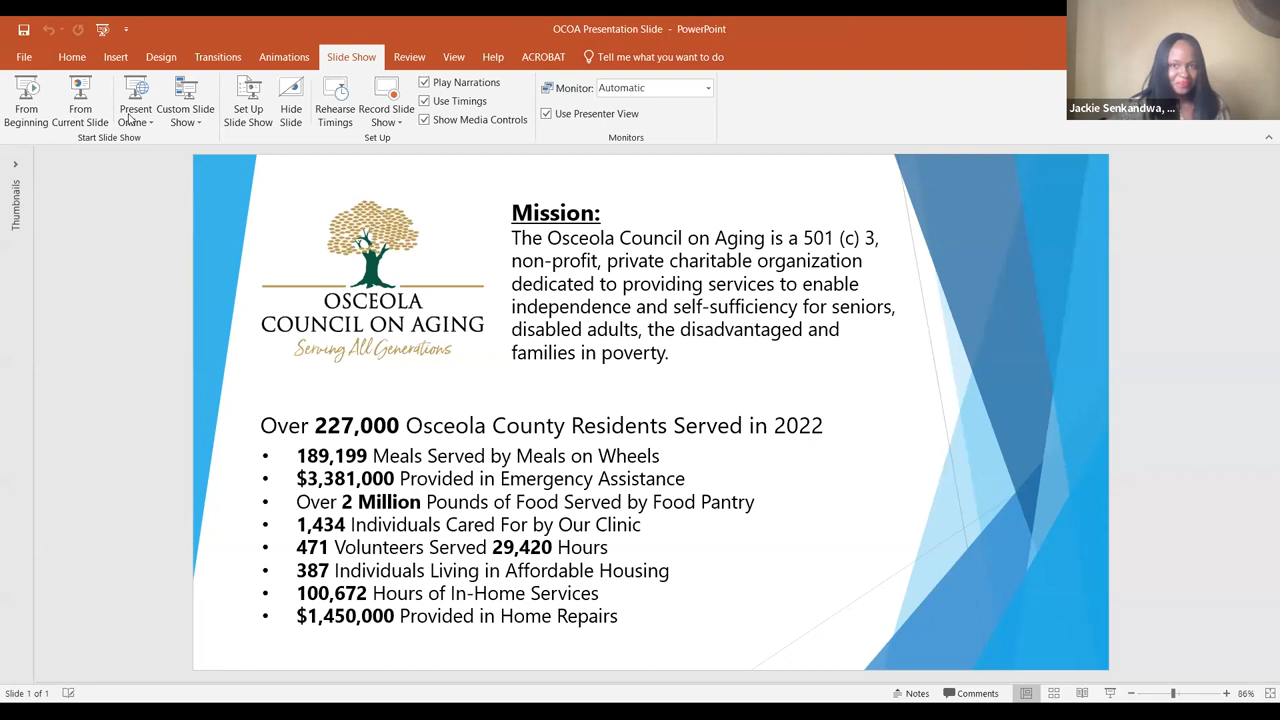 OCOA Presentation Slide - PowerPoint
File Home Insert Design Transitions Animations Slide Show Review View Help ACROBAT Tell me what you want to do
From Beginning
From Current Slide
Present Online
Custom Slide Show
Set Up Slide Show
Hide Slide
Rehearse Timings
Record Slide Show
Play Narrations
Use Timings
Show Media Controls
Monitor: Automatic
Use Presenter View
Start Slide Show
Set Up
Monitors
Jackie Senkandwa, ...
Thumbnails
OSCEOLA
COUNCIL ON AGING
Serving All Generations
Mission:
The Osceola Council on Aging is a 501 (c) 3,
non-profit, private charitable organization
dedicated to providing services to enable
independence and self-sufficiency for seniors,
disabled adults, the disadvantaged and
families in poverty.
Over 227,000 Osceola County Residents Served in 2022
• 189,199 Meals Served by Meals on Wheels
• $3,381,000 Provided in Emergency Assistance
• Over 2 Million Pounds of Food Served by Food Pantry
• 1,434 Individuals Cared For by Our Clinic
• 471 Volunteers Served 29,420 Hours
• 387 Individuals Living in Affordable Housing
• 100,672 Hours of In-Home Services
• $1,450,000 Provided in Home Repairs
Slide 1 of 1
Notes Comments 86%